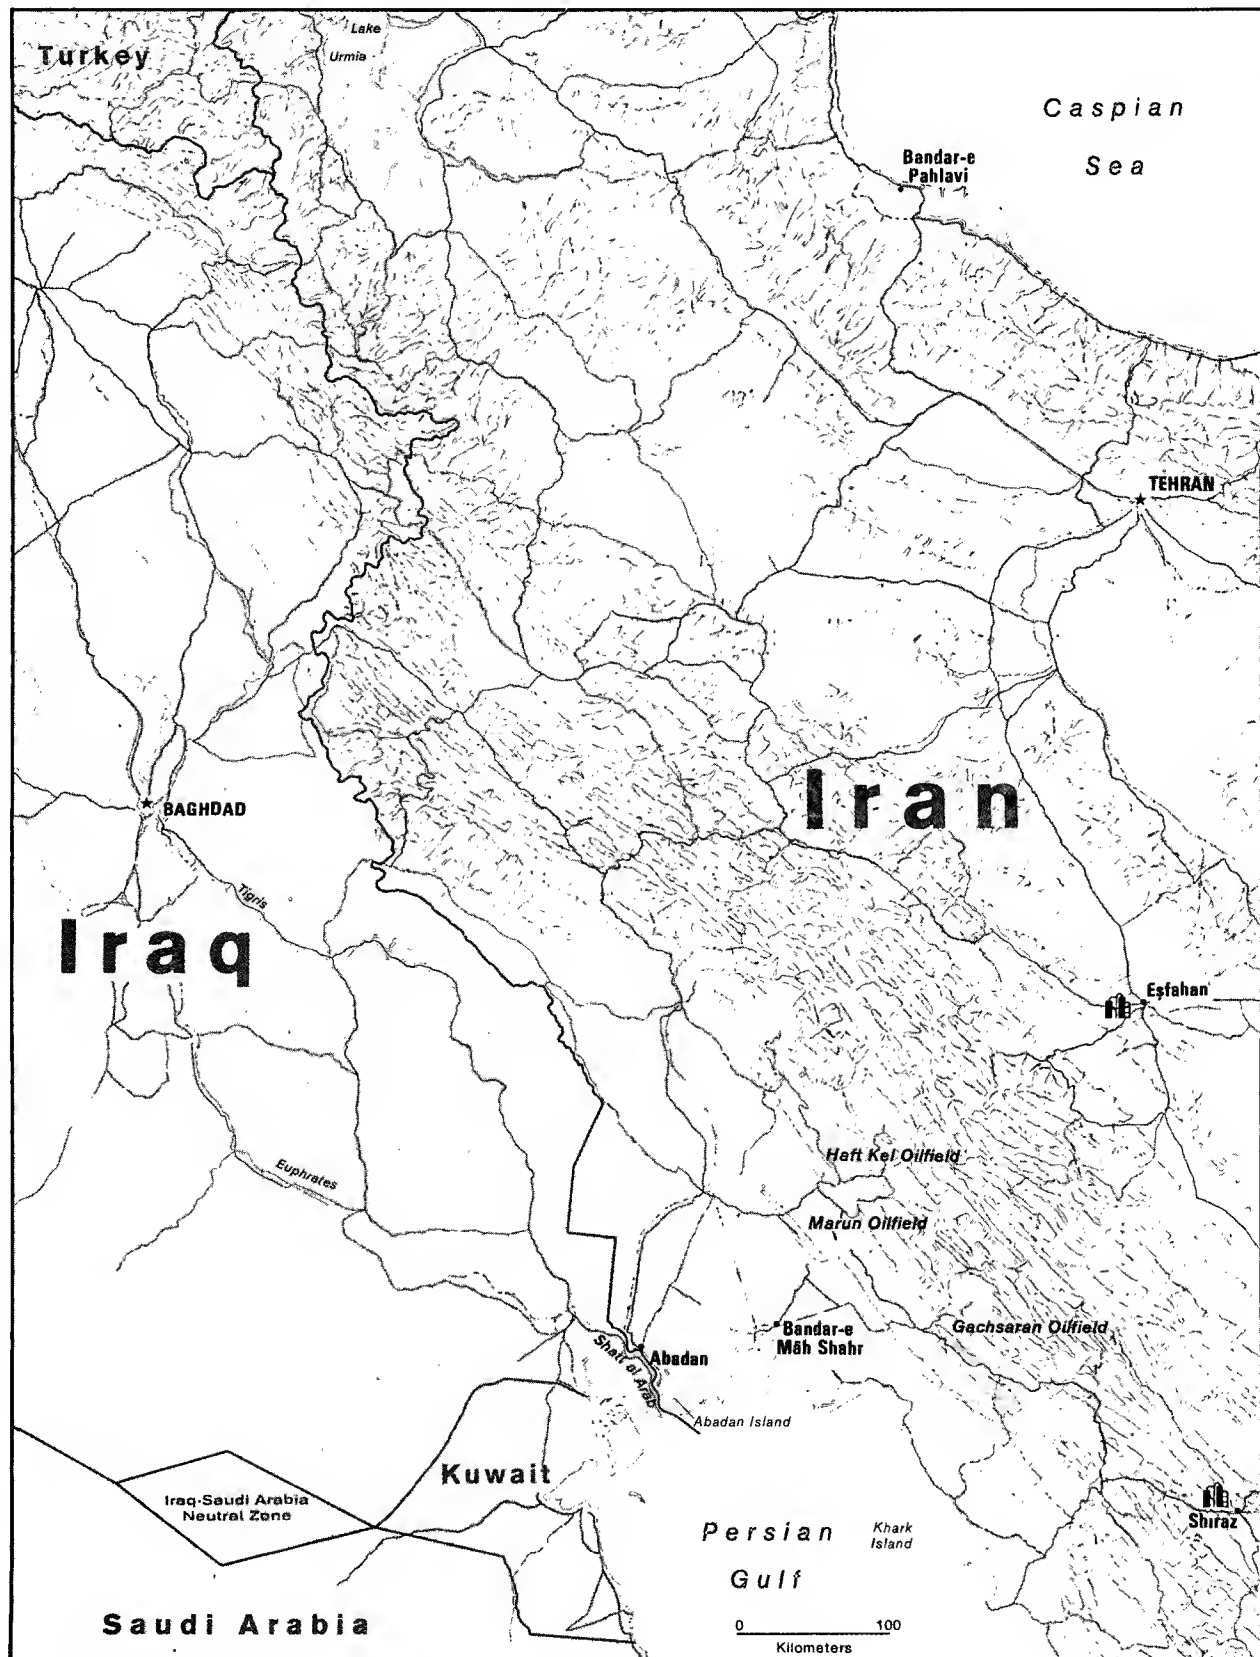 Lake
Urmia
Turkey
Caspian
Sea
Bandar-e
Pahlavi
TEHRAN
Iran
BAGHDAD
Tigris
Iraq
Eşfahan
Haft Kel Oilfield
Euphrates
Marun Oilfield
Gachsaran Oilfield
Bandar-e
Māh Shahr
Abadan
Shatt al Arab
Abadan Island
Kuwait
Iraq-Saudi Arabia
Neutral Zone
Shiraz
Persian
Gulf
Khark
Island
Saudi Arabia
0 100
Kilometers